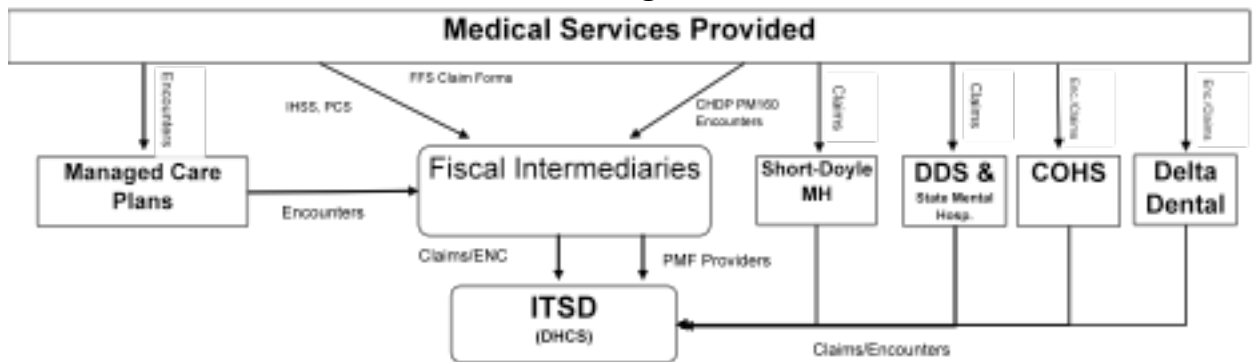 Medical Services Provided
Encounters
IHSS, PCS
FFS Claim Forms
CHDP PM160
Encounters
Claims
Claims
Enc./Claims
Enc./Claims
Managed Care
Plans
Encounters
Fiscal Intermediaries
Short-Doyle
MH
DDS &
State Mental
Hosp.
COHS
Delta
Dental
Claims/ENC
PMF Providers
ITSD
(DHCS)
Claims/Encounters